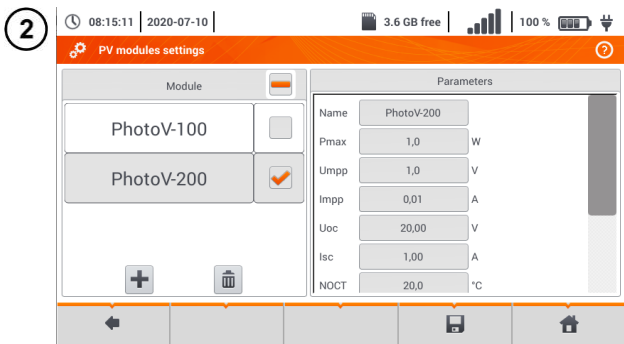 2
08:15:11 2020-07-10 3.6 GB free 100 %
PV modules settings ?
Module
PhotoV-100
PhotoV-200
Parameters
Name PhotoV-200
Pmax 1,0 W
Umpp 1,0 V
Impp 0,01 A
Uoc 20,00 V
Isc 1,00 A
NOCT 20,0 °C